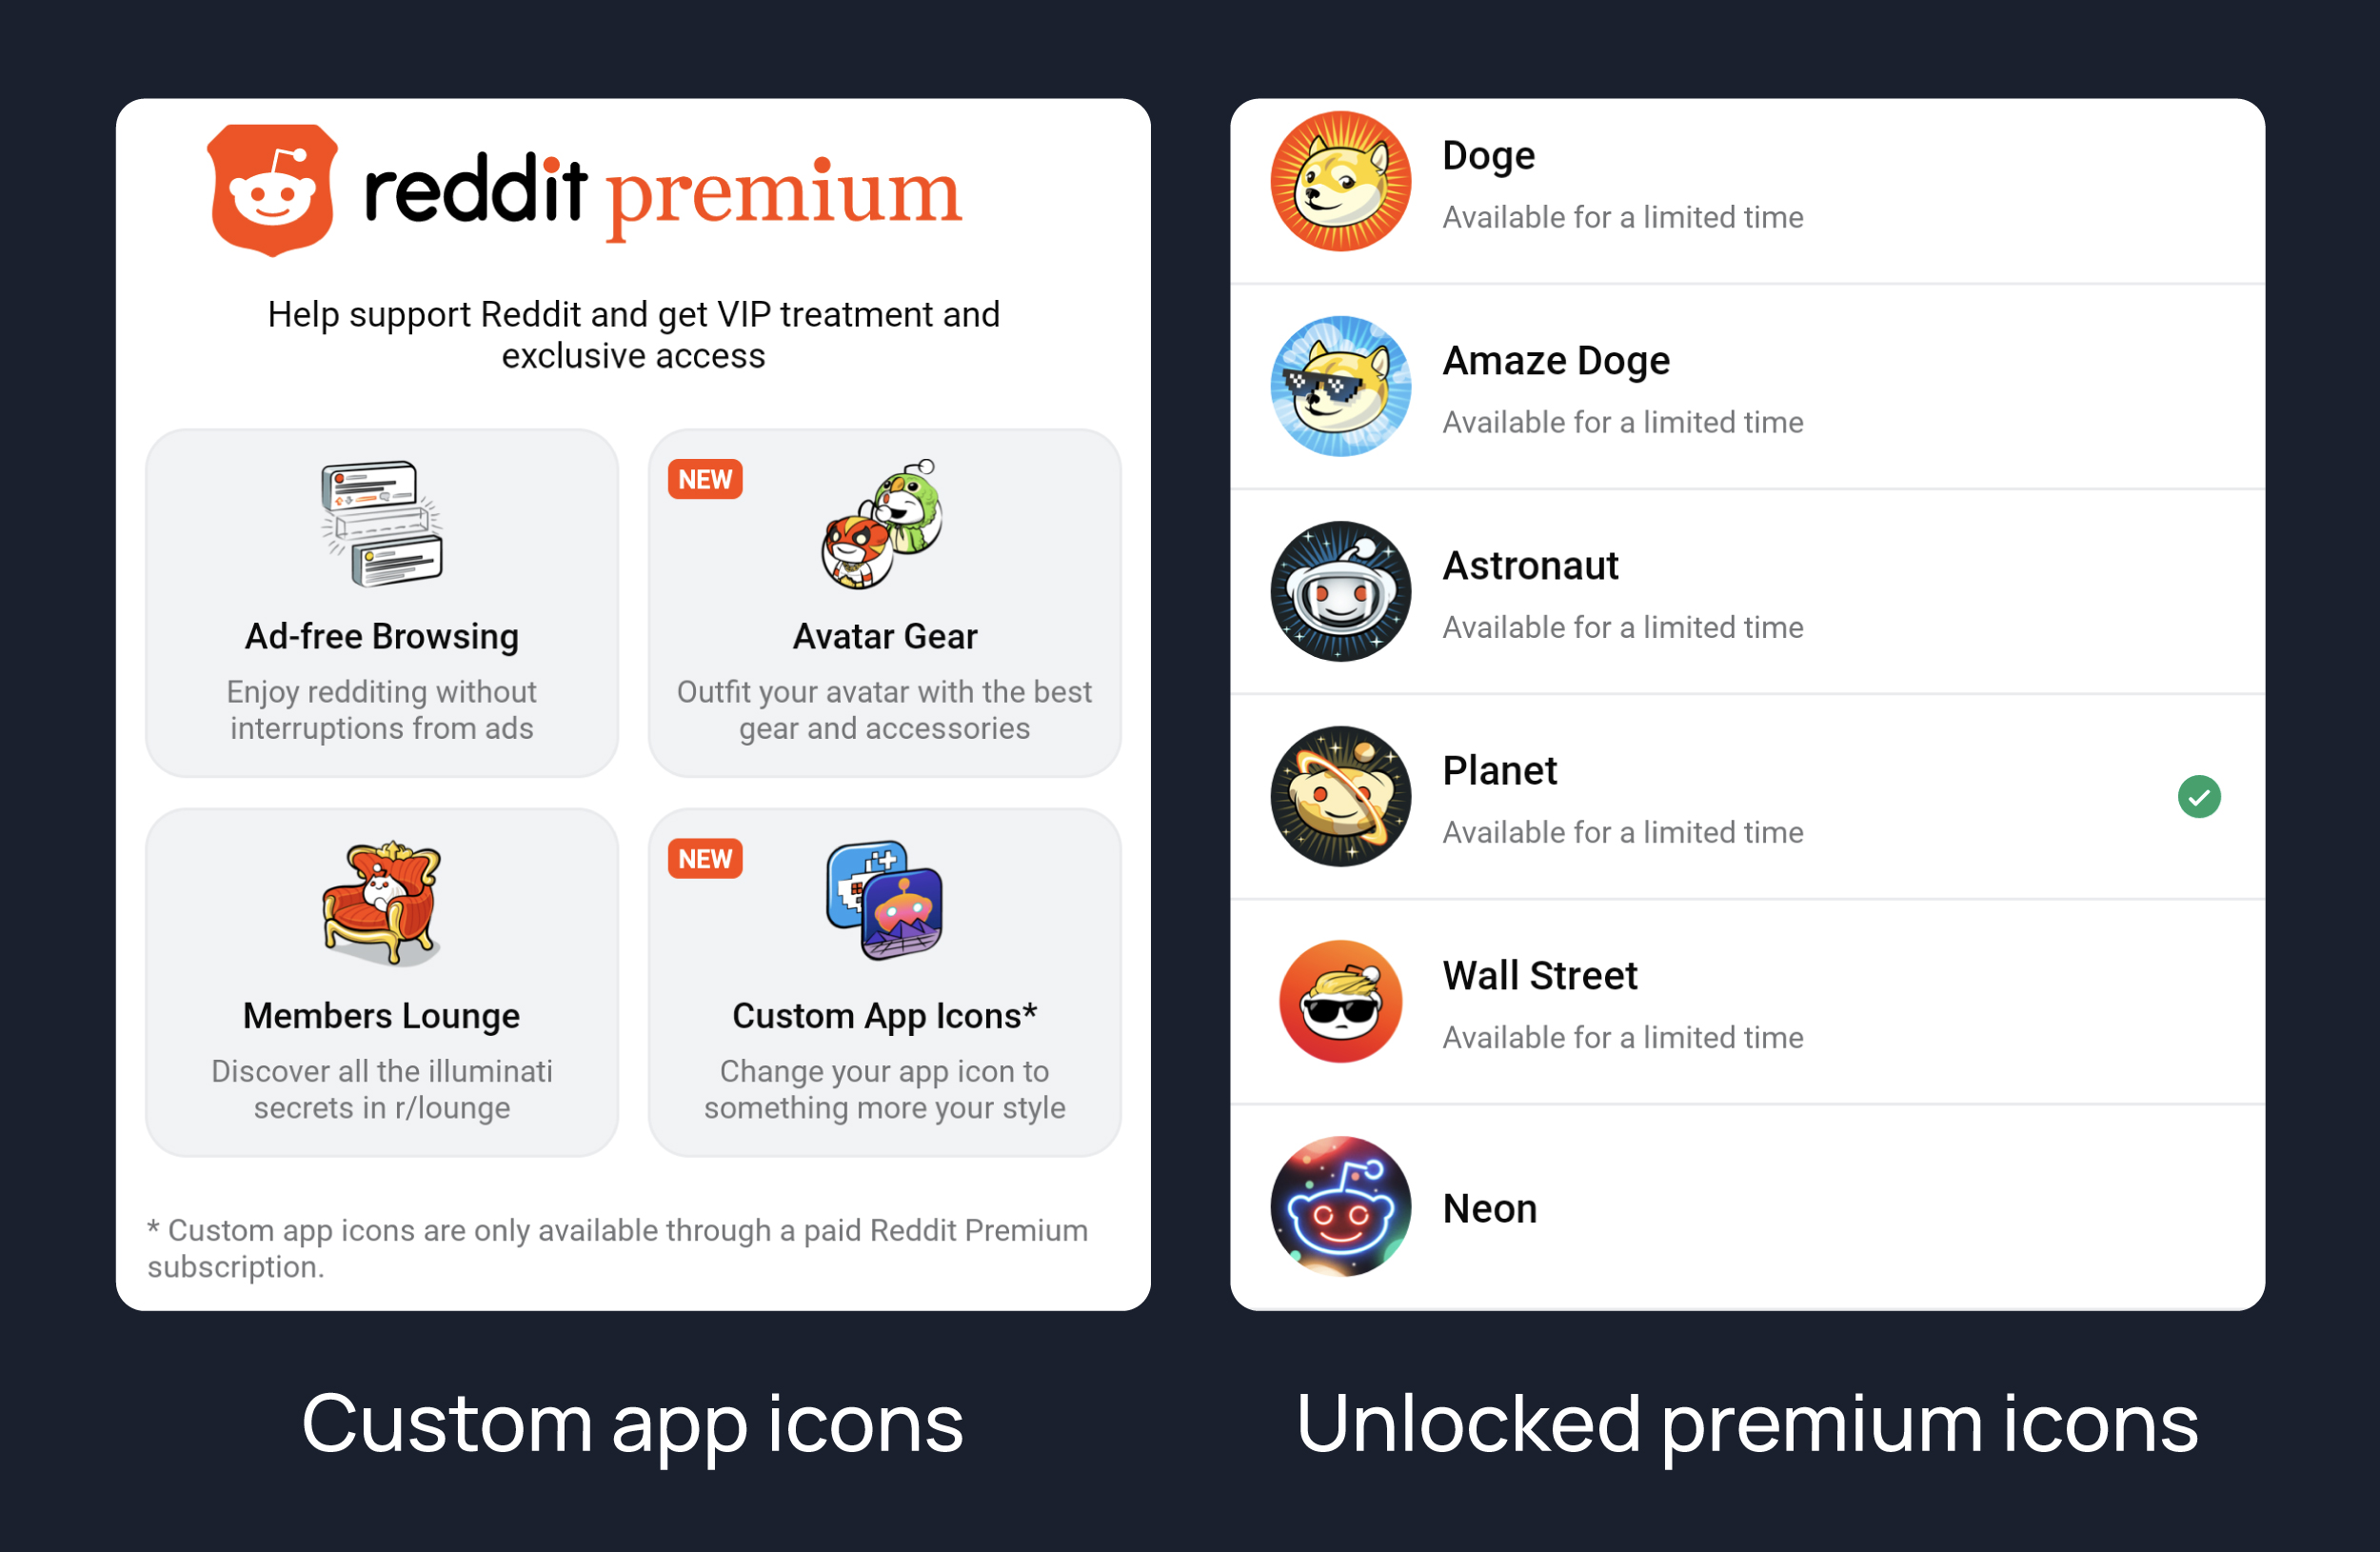 reddit premium
Help support Reddit and get VIP treatment and
exclusive access
Ad-free Browsing
Enjoy redditing without
interruptions from ads
NEW
Avatar Gear
Outfit your avatar with the best
gear and accessories
Members Lounge
Discover all the illuminati
secrets in r/lounge
NEW
Custom App Icons*
Change your app icon to
something more your style
* Custom app icons are only available through a paid Reddit Premium
subscription.
Custom app icons
Doge
Available for a limited time
Amaze Doge
Available for a limited time
Astronaut
Available for a limited time
Planet
Available for a limited time
Wall Street
Available for a limited time
Neon
Unlocked premium icons